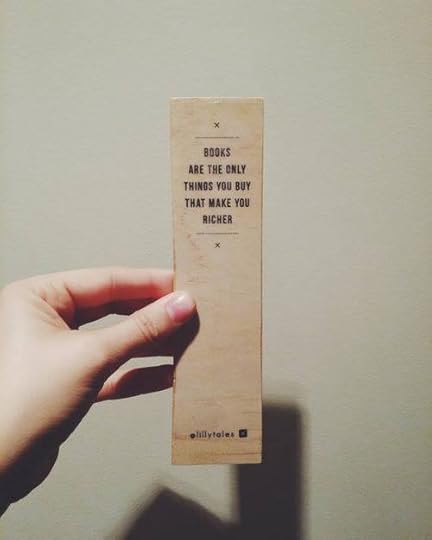 x
BOOKS
ARE THE ONLY
THINGS YOU BUY
THAT MAKE YOU
RICHER
x
@lillytales